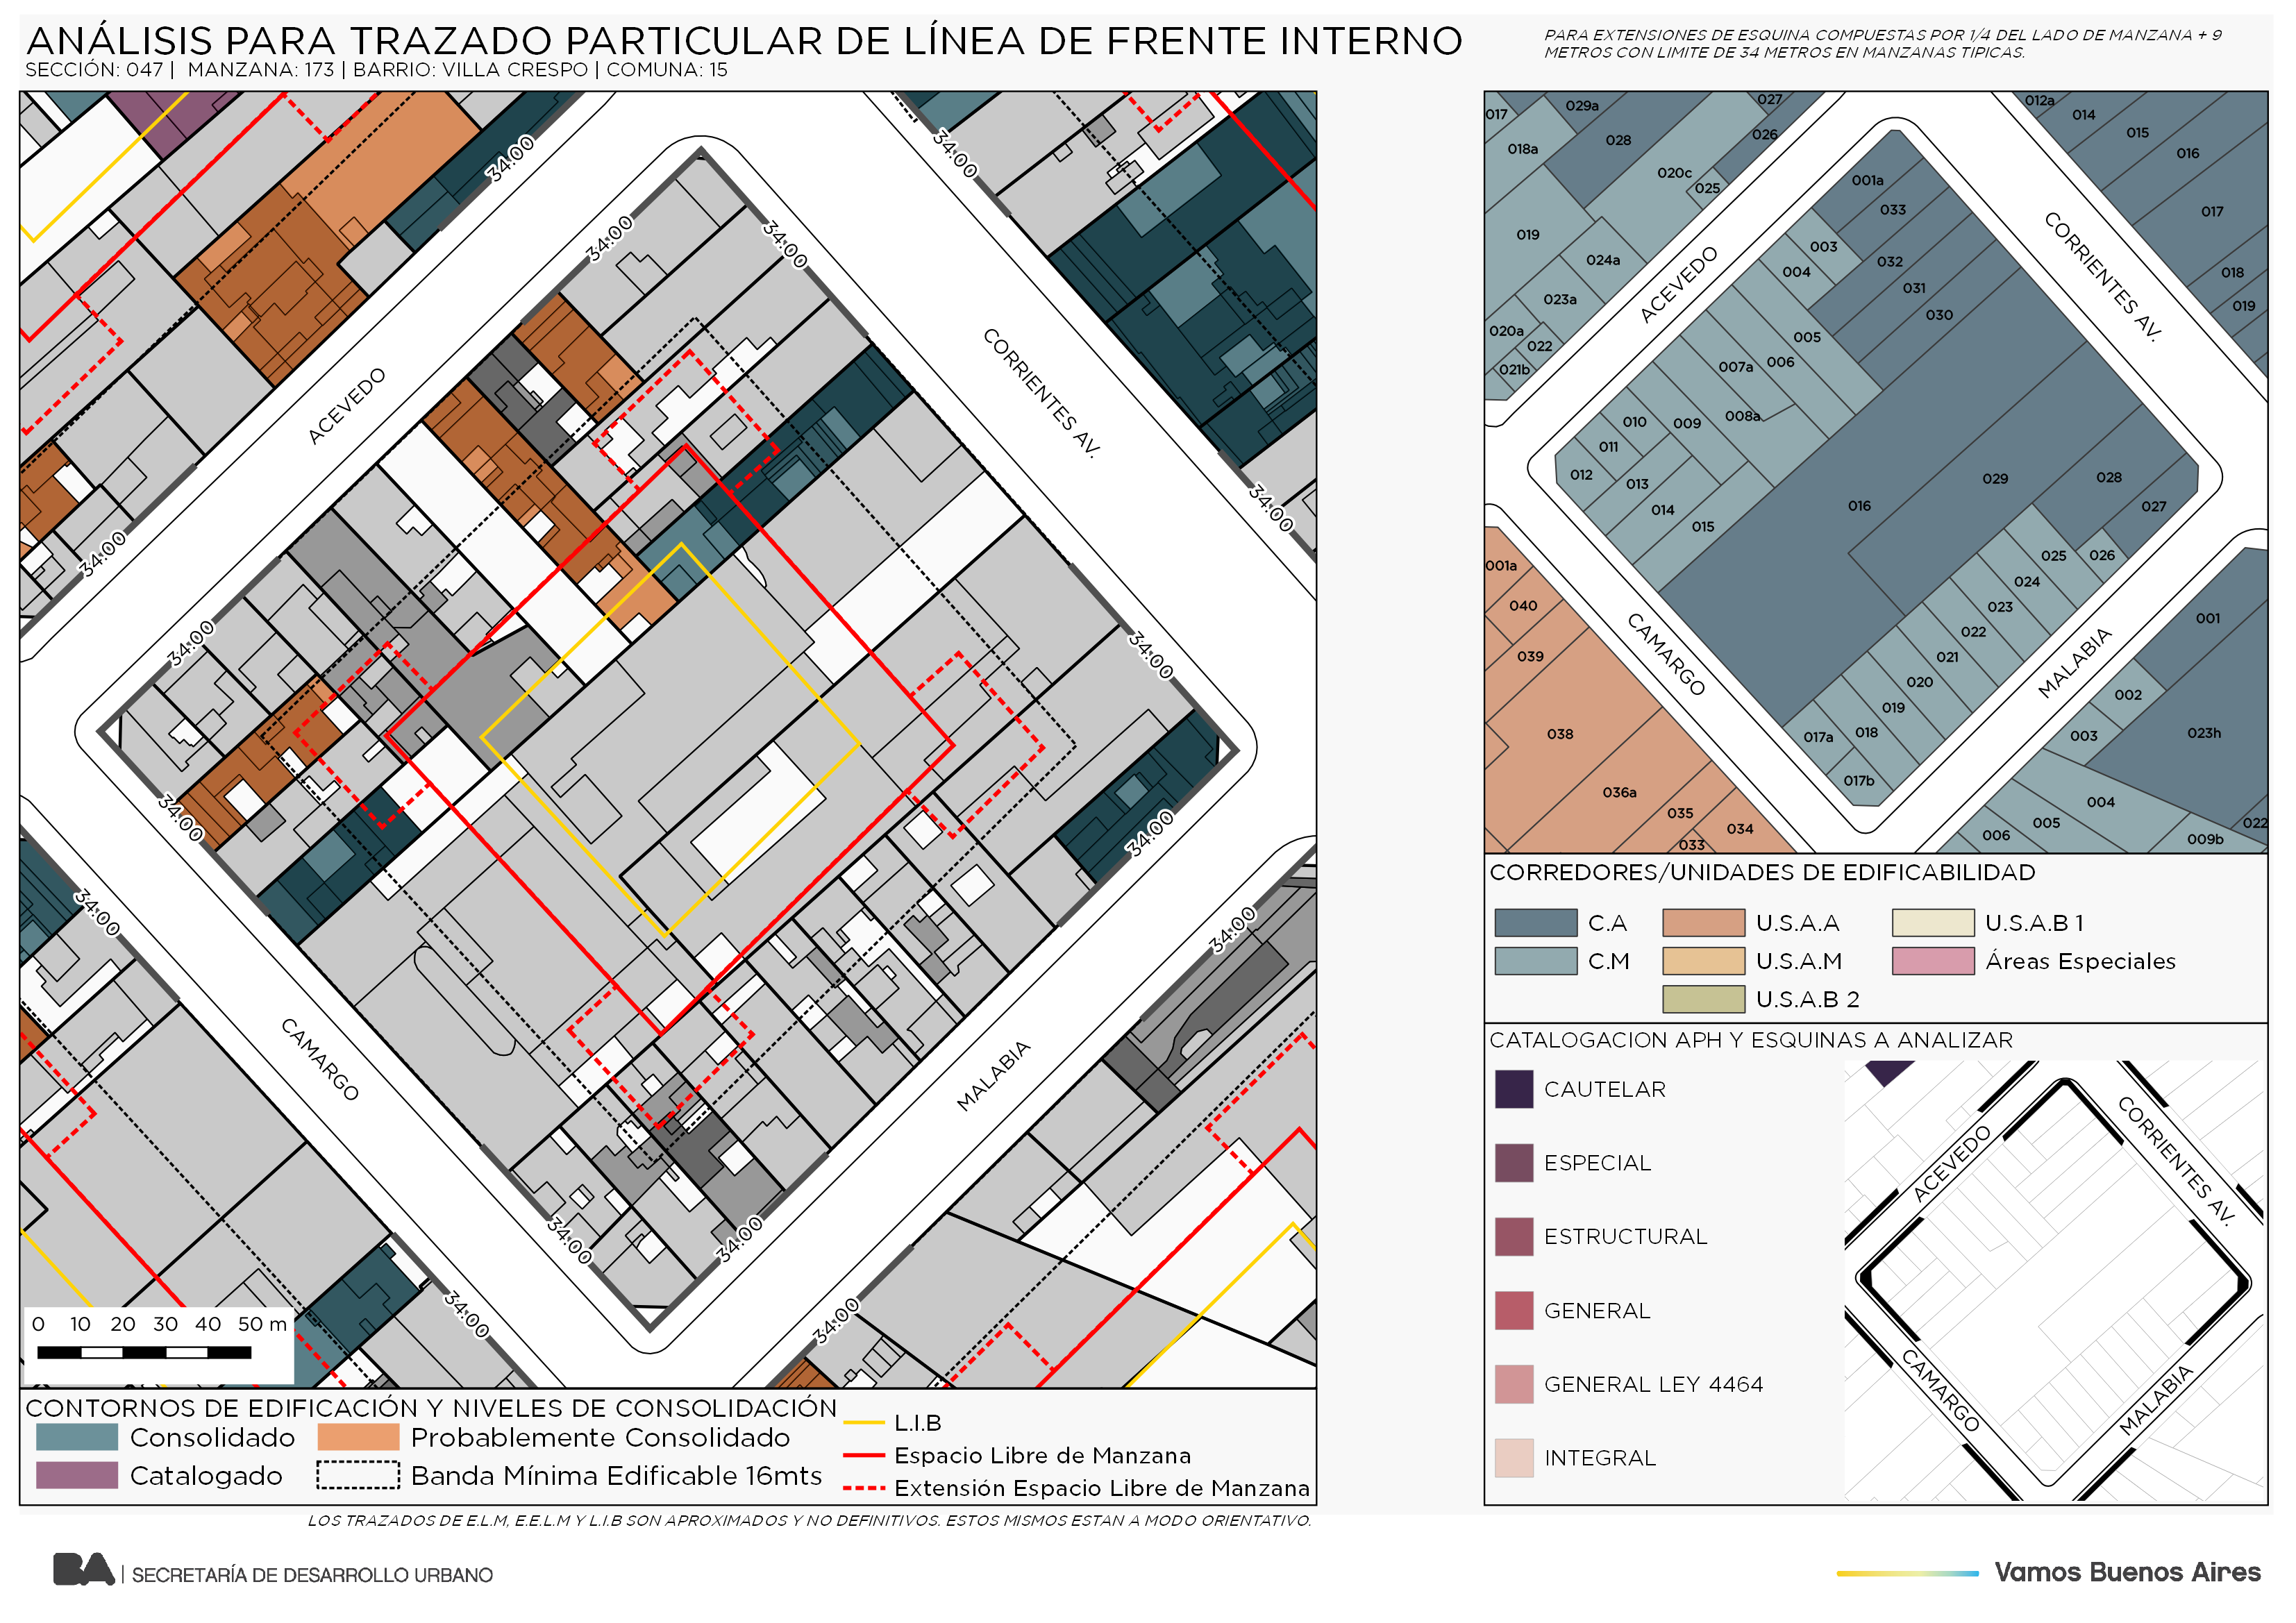 ANÁLISIS PARA TRAZADO PARTICULAR DE LÍNEA DE FRENTE INTERNO
SECCIÓN: 047 | MANZANA: 173 | BARRIO: VILLA CRESPO | COMUNA: 15
PARA EXTENSIONES DE ESQUINA COMPUESTAS POR 1/4 DEL LADO DE MANZANA + 9
METROS CON LIMITE DE 34 METROS EN MANZANAS TIPICAS.
34:00
34:00
34:00
34:00
ACEVEDO
CORRIENTES AV.
34:00
34:00
34:00
34:00
34:00
34:00
34:00
34:00
CAMARGO
MALABIA
34:00
34:00
34:00
34:00
0 10 20 30 40 50 m
CONTORNOS DE EDIFICACIÓN Y NIVELES DE CONSOLIDACIÓN
Consolidado
Probablemente Consolidado
Catalogado
Banda Mínima Edificable 16mts
L.I.B
Espacio Libre de Manzana
Extensión Espacio Libre de Manzana
LOS TRAZADOS DE E.L.M, E.E.L.M Y L.I.B SON APROXIMADOS Y NO DEFINITIVOS. ESTOS MISMOS ESTAN A MODO ORIENTATIVO.
017
029a
027
012a
014
018a
028
026
015
016
020c
025
001a
033
017
019
003
024a
004
032
018
023a
031
019
030
020a
022
005
021b
007a
006
010
009
008a
011
012
013
029
028
014
015
016
027
001a
025
026
040
024
023
001
039
022
021
020
002
019
038
017a
018
003
023h
017b
036a
004
035
034
005
022
006
033
009b
ACEVEDO
CORRIENTES AV.
CAMARGO
MALABIA
CORREDORES/UNIDADES DE EDIFICABILIDAD
C.A
U.S.A.A
U.S.A.B 1
C.M
U.S.A.M
Áreas Especiales
U.S.A.B 2
CATALOGACION APH Y ESQUINAS A ANALIZAR
CAUTELAR
ESPECIAL
ESTRUCTURAL
GENERAL
GENERAL LEY 4464
INTEGRAL
ACEVEDO
CORRIENTES AV.
CAMARGO
MALABIA
BA | SECRETARÍA DE DESARROLLO URBANO
Vamos Buenos Aires